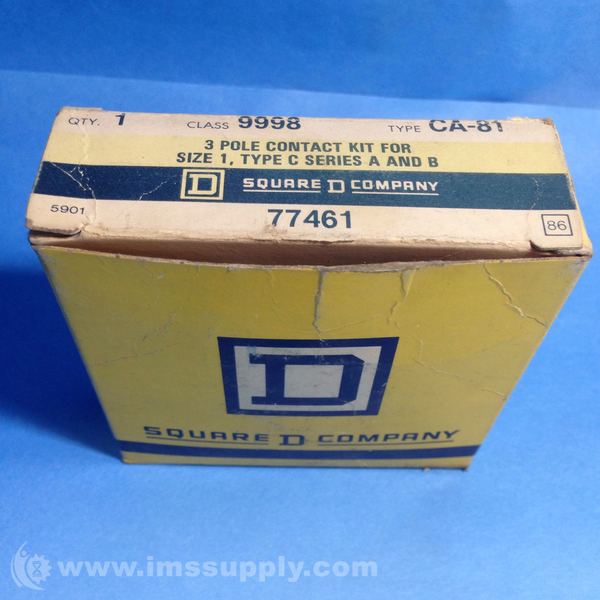 QTY. 1 CLASS 9998 TYPE CA-81
3 POLE CONTACT KIT FOR
SIZE 1, TYPE C SERIES A AND B
D SQUARE D COMPANY
5901 77461 86
D
SQUARE D COMPANY
www.imssupply.com